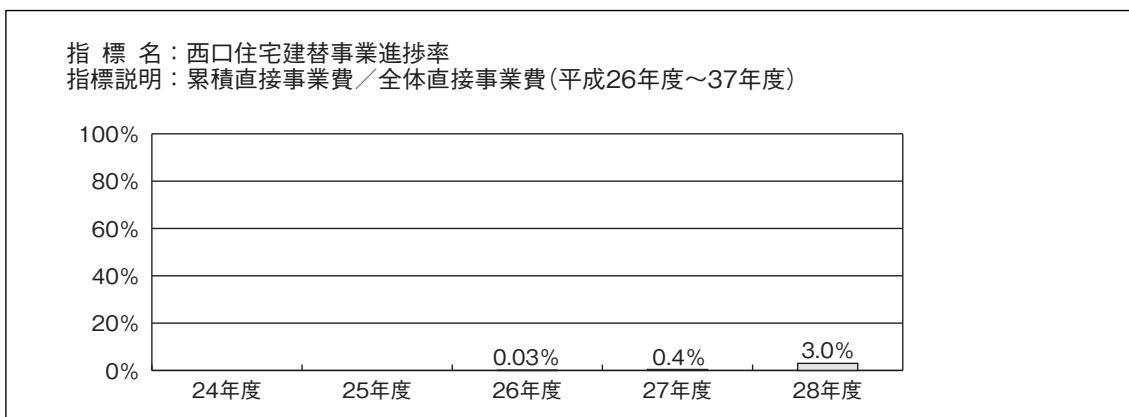 指 標 名：西口住宅建替事業進捗率
指標説明：累積直接事業費／全体直接事業費（平成26年度～37年度）
100%
80%
60%
40%
20%
0%
0.03% 0.4% 3.0%
24年度 25年度 26年度 27年度 28年度